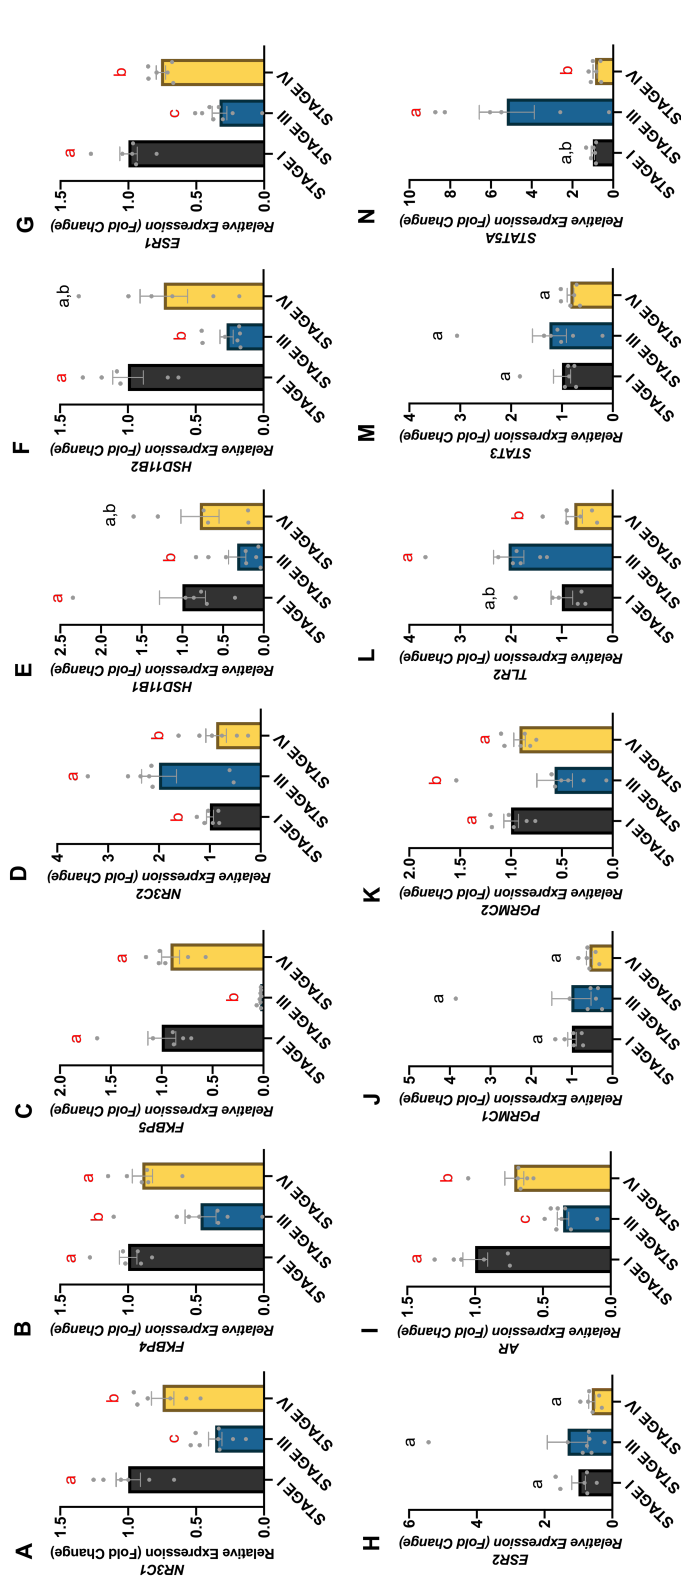 A
NR3C1
Relative Expression (Fold Change)
1.5
1.0
0.5
0.0
a
c
b
STAGE I
STAGE III
STAGE IV
B
FKBP4
Relative Expression (Fold Change)
1.5
1.0
0.5
0.0
a
b
a
STAGE I
STAGE III
STAGE IV
C
FKBP5
Relative Expression (Fold Change)
2.0
1.5
1.0
0.5
0.0
a
b
a
STAGE I
STAGE III
STAGE IV
D
NR3C2
Relative Expression (Fold Change)
4
3
2
1
0
b
a
b
STAGE I
STAGE III
STAGE IV
E
HSD11B1
Relative Expression (Fold Change)
2.5
2.0
1.5
1.0
0.5
0.0
a
b
a,b
STAGE I
STAGE III
STAGE IV
F
HSD11B2
Relative Expression (Fold Change)
1.5
1.0
0.5
0.0
a
b
a,b
STAGE I
STAGE III
STAGE IV
G
ESR1
Relative Expression (Fold Change)
1.5
1.0
0.5
0.0
a
c
b
STAGE I
STAGE III
STAGE IV
H
ESR2
Relative Expression (Fold Change)
6
4
2
0
a
a
a
STAGE I
STAGE III
STAGE IV
I
AR
Relative Expression (Fold Change)
1.5
1.0
0.5
0.0
a
c
b
STAGE I
STAGE III
STAGE IV
J
PGRMC1
Relative Expression (Fold Change)
5
4
3
2
1
0
a
a
a
STAGE I
STAGE III
STAGE IV
K
PGRMC2
Relative Expression (Fold Change)
2.0
1.5
1.0
0.5
0.0
a
b
a
STAGE I
STAGE III
STAGE IV
L
TLR2
Relative Expression (Fold Change)
4
3
2
1
0
a,b
a
b
STAGE I
STAGE III
STAGE IV
M
STAT3
Relative Expression (Fold Change)
4
3
2
1
0
a
a
a
STAGE I
STAGE III
STAGE IV
N
STAT5A
Relative Expression (Fold Change)
10
8
6
4
2
0
a,b
a
b
STAGE I
STAGE III
STAGE IV